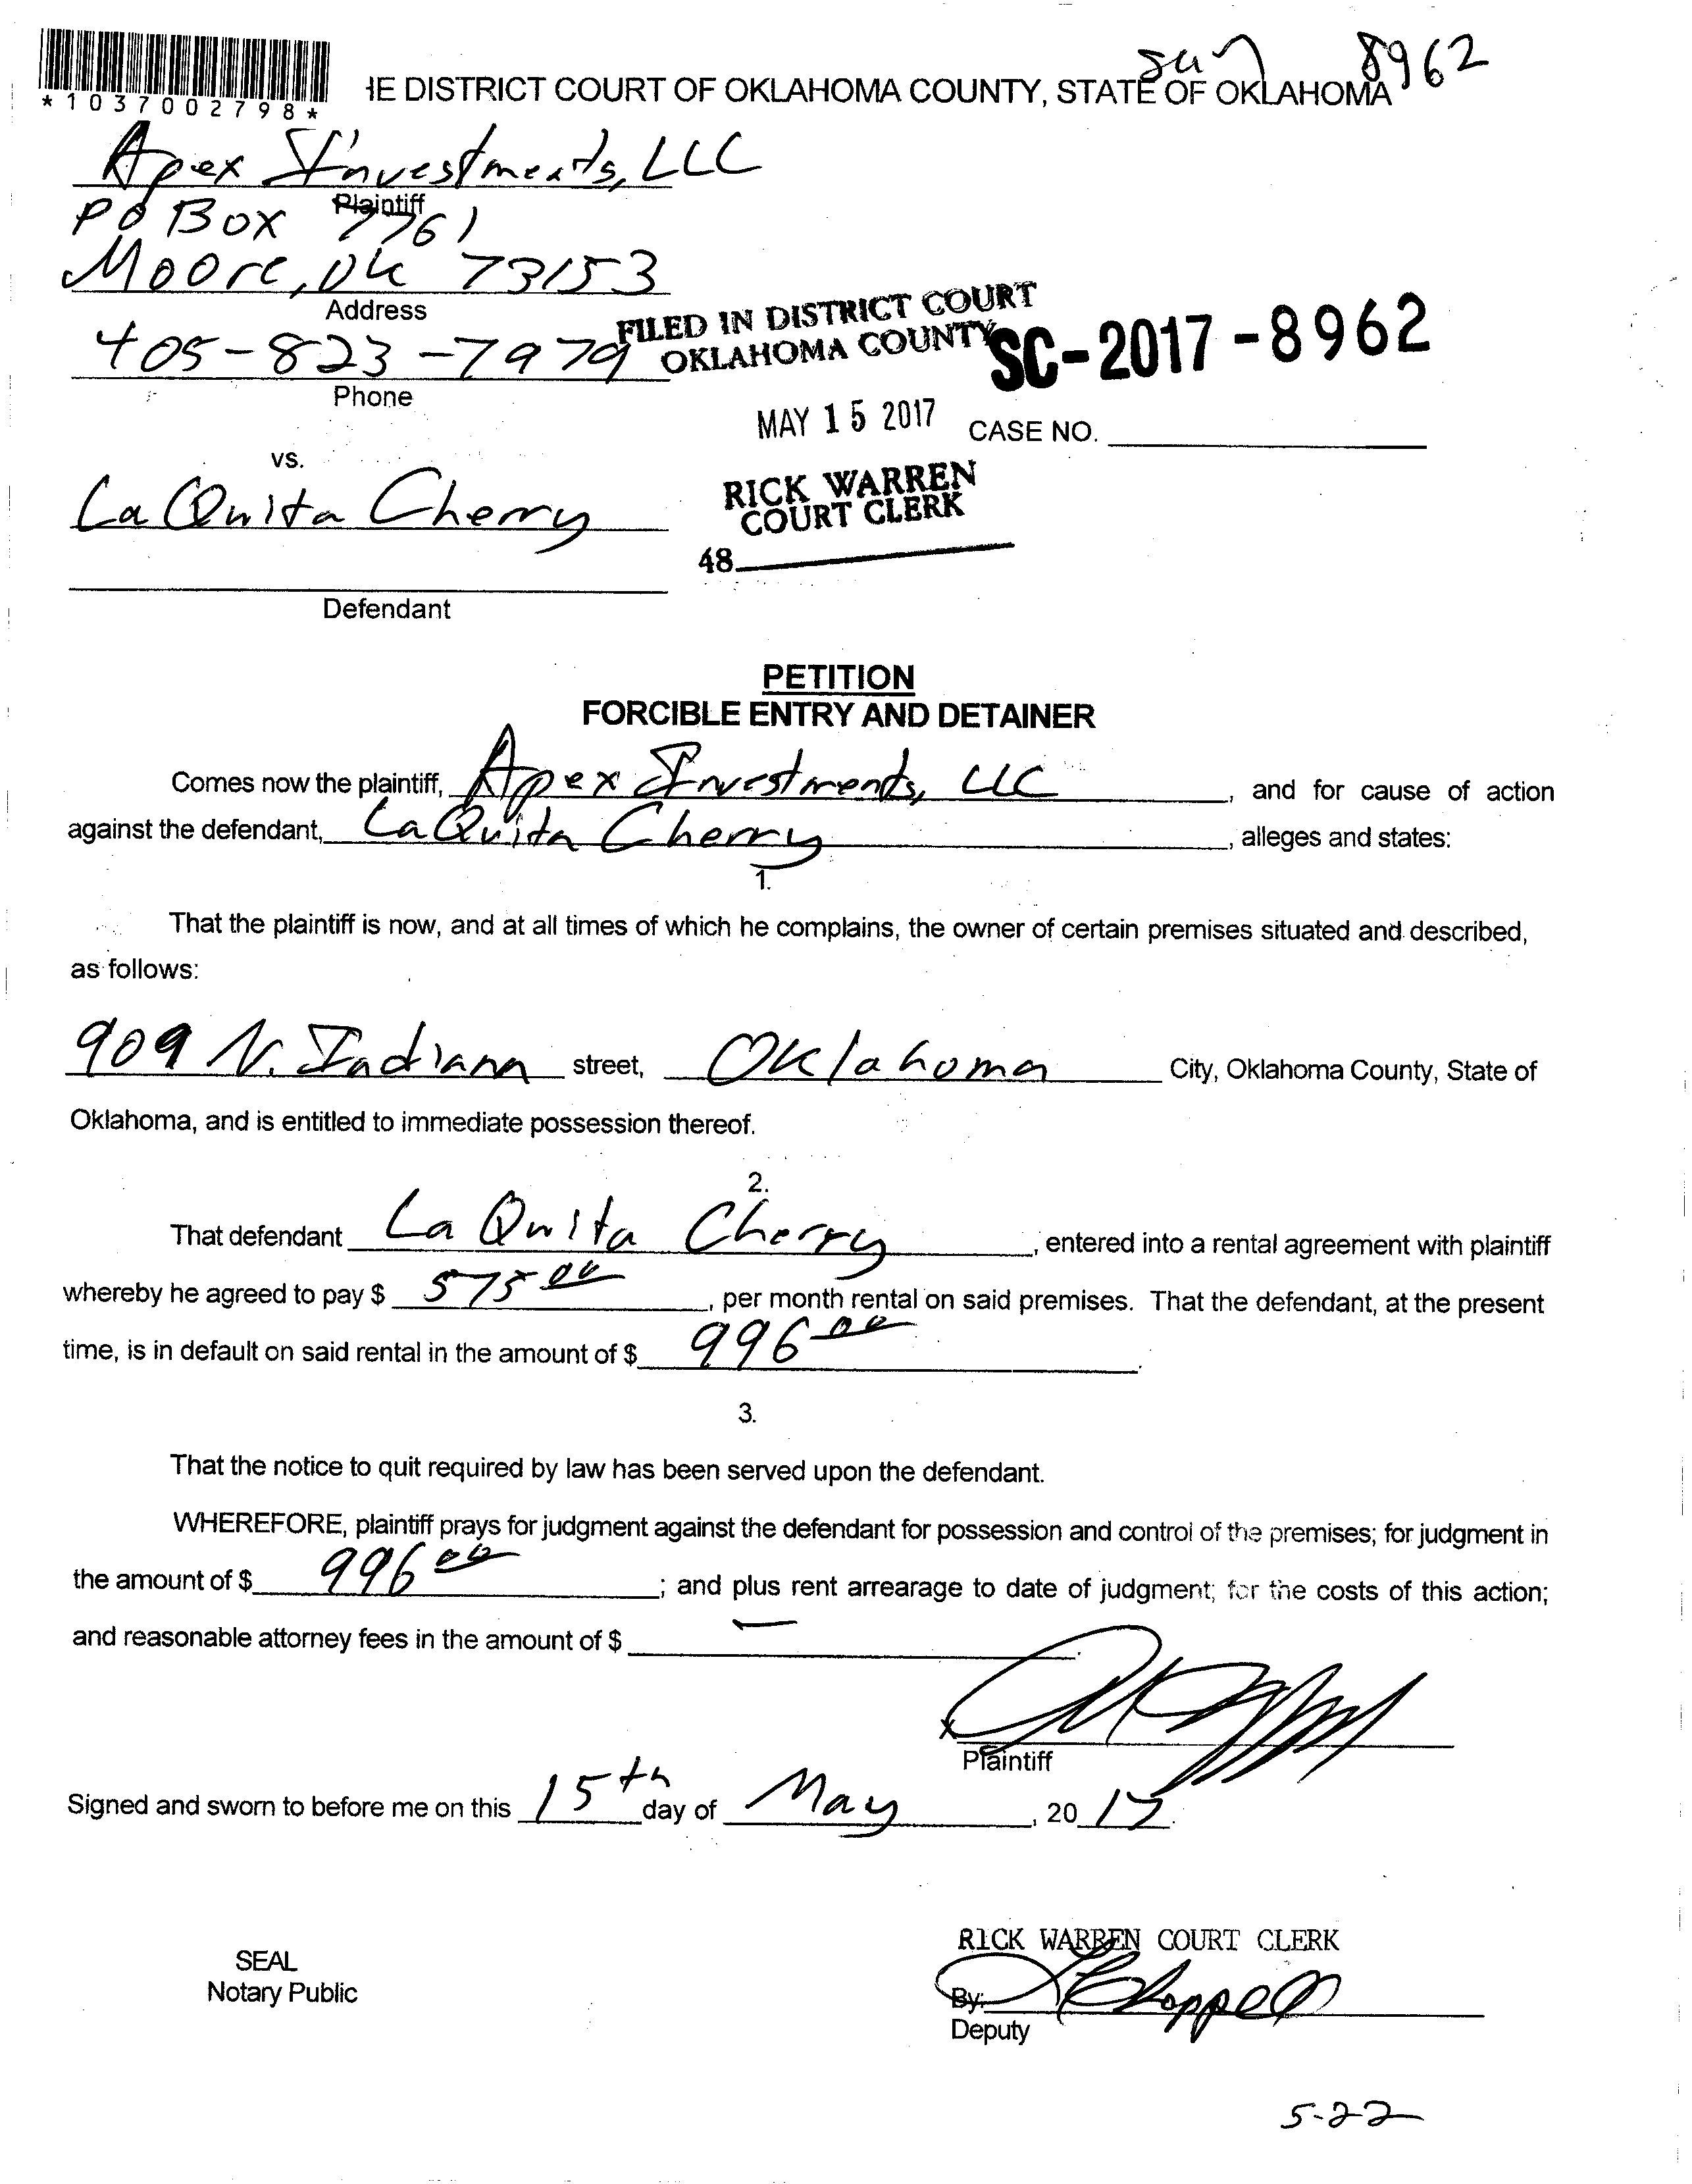 8962
*1037002798*
IE DISTRICT COURT OF OKLAHOMA COUNTY, STATE OF OKLAHOMA
Apex Investments, LLC
Plaintiff
PO Box 7761
Moore, Ok 73153
Address
405-823-7979
Phone
FILED IN DISTRICT COURT
OKLAHOMA COUNTY
SC-2017-8962
MAY 15 2017
CASE NO.
vs.
LaQuita Cherry
RICK WARREN
COURT CLERK
48
Defendant
PETITION
FORCIBLE ENTRY AND DETAINER
Comes now the plaintiff, Apex Investments, LLC, and for cause of action
against the defendant, LaQuita Cherry, alleges and states:
1.
That the plaintiff is now, and at all times of which he complains, the owner of certain premises situated and described,
as follows:
909 N. Indiana street, Oklahoma City, Oklahoma County, State of
Oklahoma, and is entitled to immediate possession thereof.
2.
That defendant La Quita Cherry, entered into a rental agreement with plaintiff
whereby he agreed to pay $ 575 00, per month rental on said premises. That the defendant, at the present
time, is in default on said rental in the amount of $ 996 00.
3.
That the notice to quit required by law has been served upon the defendant.
WHEREFORE, plaintiff prays for judgment against the defendant for possession and control of the premises; for judgment in
the amount of $ 996 00; and plus rent arrearage to date of judgment; for the costs of this action;
and reasonable attorney fees in the amount of $ —.
x
Plaintiff
Signed and sworn to before me on this 15th day of May, 20 17.
RICK WARREN COURT CLERK
SEAL
Notary Public
By: Chappell
Deputy
5-22